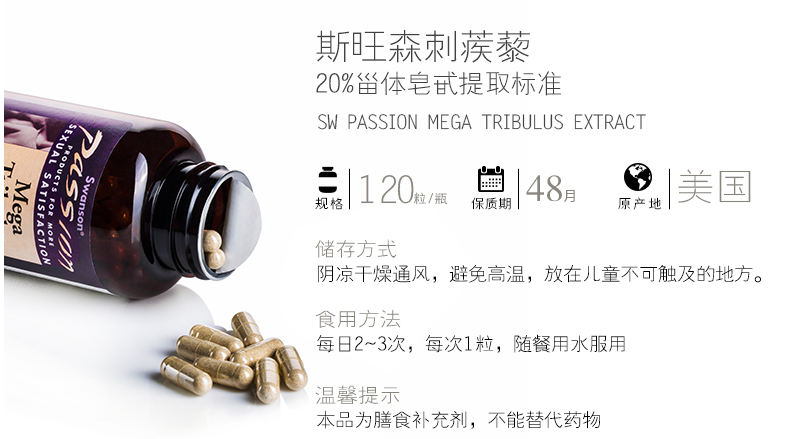 斯旺森刺蒺藜
20%甾体皂甙提取标准
SW PASSION MEGA TRIBULUS EXTRACT
规格 120粒/瓶 保质期 48月 原产地 美国
储存方式
阴凉干燥通风，避免高温，放在儿童不可触及的地方。
食用方法
每日2~3次，每次1粒，随餐用水服用
温馨提示
本品为膳食补充剂，不能替代药物
Swanson®
Passion
PRODUCTS FOR MORE
SEXUAL SATISFACTION
Mega